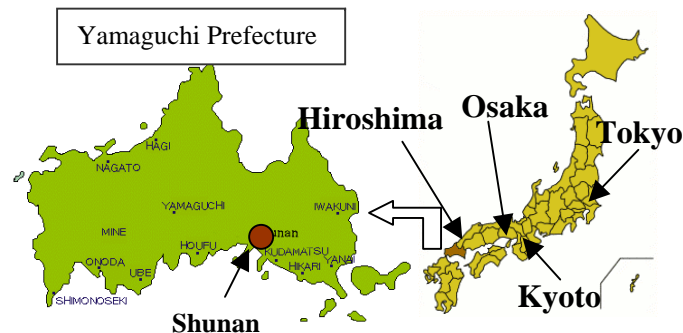 Yamaguchi Prefecture
HAGI
NAGATO
YAMAGUCHI
IWAKUNI
MINE
unan
HOUFU
KUDAMATSU
YANAI
ONODA
UBE
HIKARI
SHIMONOSEKI
Shunan
Hiroshima
Osaka
Tokyo
Kyoto